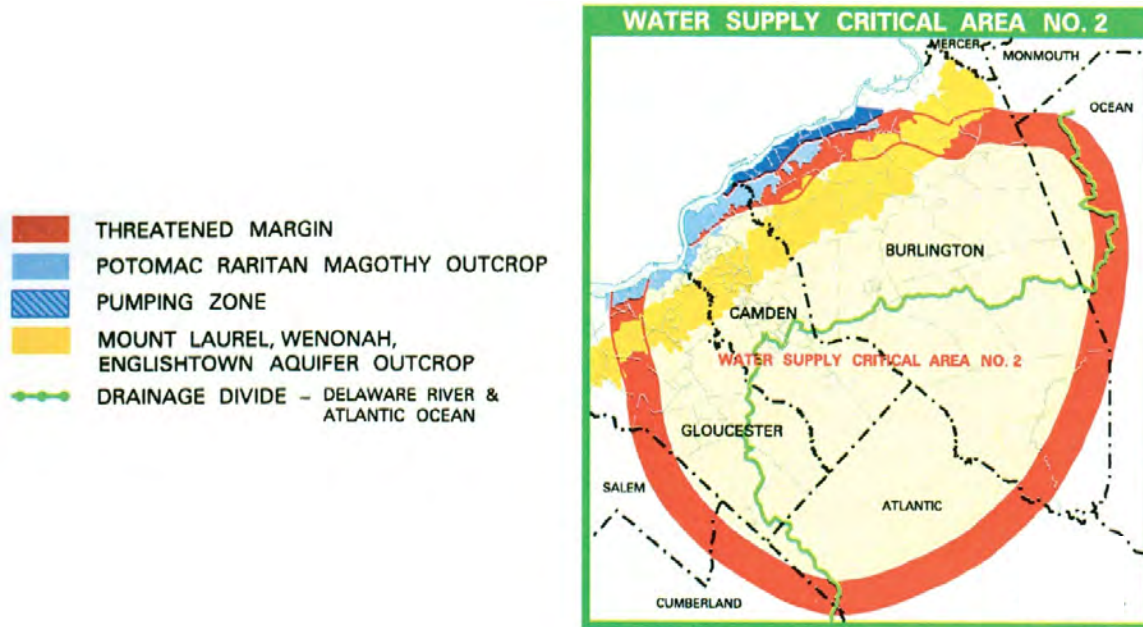 THREATENED MARGIN
POTOMAC RARITAN MAGOTHY OUTCROP
PUMPING ZONE
MOUNT LAUREL, WENONAH,
ENGLISHTOWN AQUIFER OUTCROP
DRAINAGE DIVIDE – DELAWARE RIVER &
ATLANTIC OCEAN
WATER SUPPLY CRITICAL AREA NO. 2
MERCER
MONMOUTH
OCEAN
BURLINGTON
CAMDEN
WATER SUPPLY CRITICAL AREA NO. 2
GLOUCESTER
SALEM
ATLANTIC
CUMBERLAND